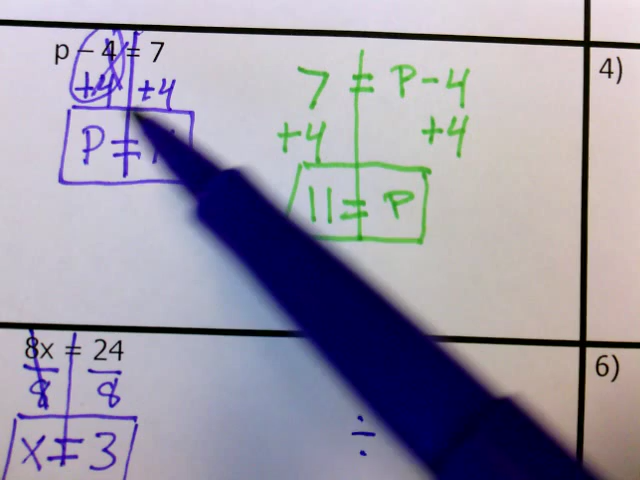 p – 4 = 7
+4 +4
P =
7 = P-4
+4 +4
11 = P
4)
8x = 24
8 8
x = 3
÷
6)